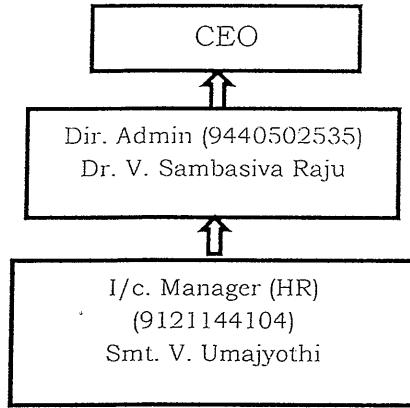 CEO
Dir. Admin (9440502535)
Dr. V. Sambasiva Raju
I/c. Manager (HR)
(9121144104)
Smt. V. Umajyothi